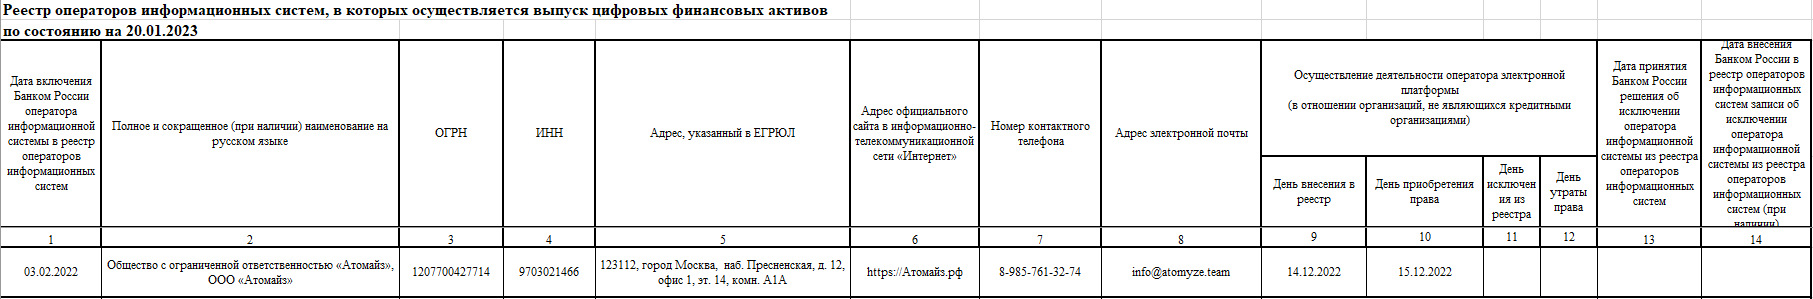 Реестр операторов информационных систем, в которых осуществляется выпуск цифровых финансовых активов
по состоянию на 20.01.2023
Дата включения
Банком России
оператора
информационной
системы в реестр
операторов
информационных
систем
Полное и сокращенное (при наличии) наименование на
русском языке
ОГРН
ИНН
Адрес, указанный в ЕГРЮЛ
Адрес официального
сайта в информационно-
телекоммуникационной
сети «Интернет»
Номер контактного
телефона
Адрес электронной почты
Осуществление деятельности оператора электронной
платформы
(в отношении организаций, не являющихся кредитными
организациями)
День внесения в
реестр
День приобретения
права
День
исключен
ия из
реестра
День
утраты
права
Дата принятия
Банком России
решения об
исключении
оператора
информационной
системы из реестра
операторов
информационных
систем
Дата внесения
Банком России в
реестр операторов
информационных
систем записи об
исключении
оператора
информационной
системы из реестра
операторов
информационных
систем (при
наличии)
1 2 3 4 5 6 7 8 9 10 11 12 13 14
03.02.2022
Общество с ограниченной ответственностью «Атомайз»,
ООО «Атомайз»
1207700427714
9703021466
123112, город Москва, наб. Пресненская, д. 12,
офис 1, эт. 14, комн. А1А
https://Атомайз.рф
8-985-761-32-74
info@atomyze.team
14.12.2022
15.12.2022